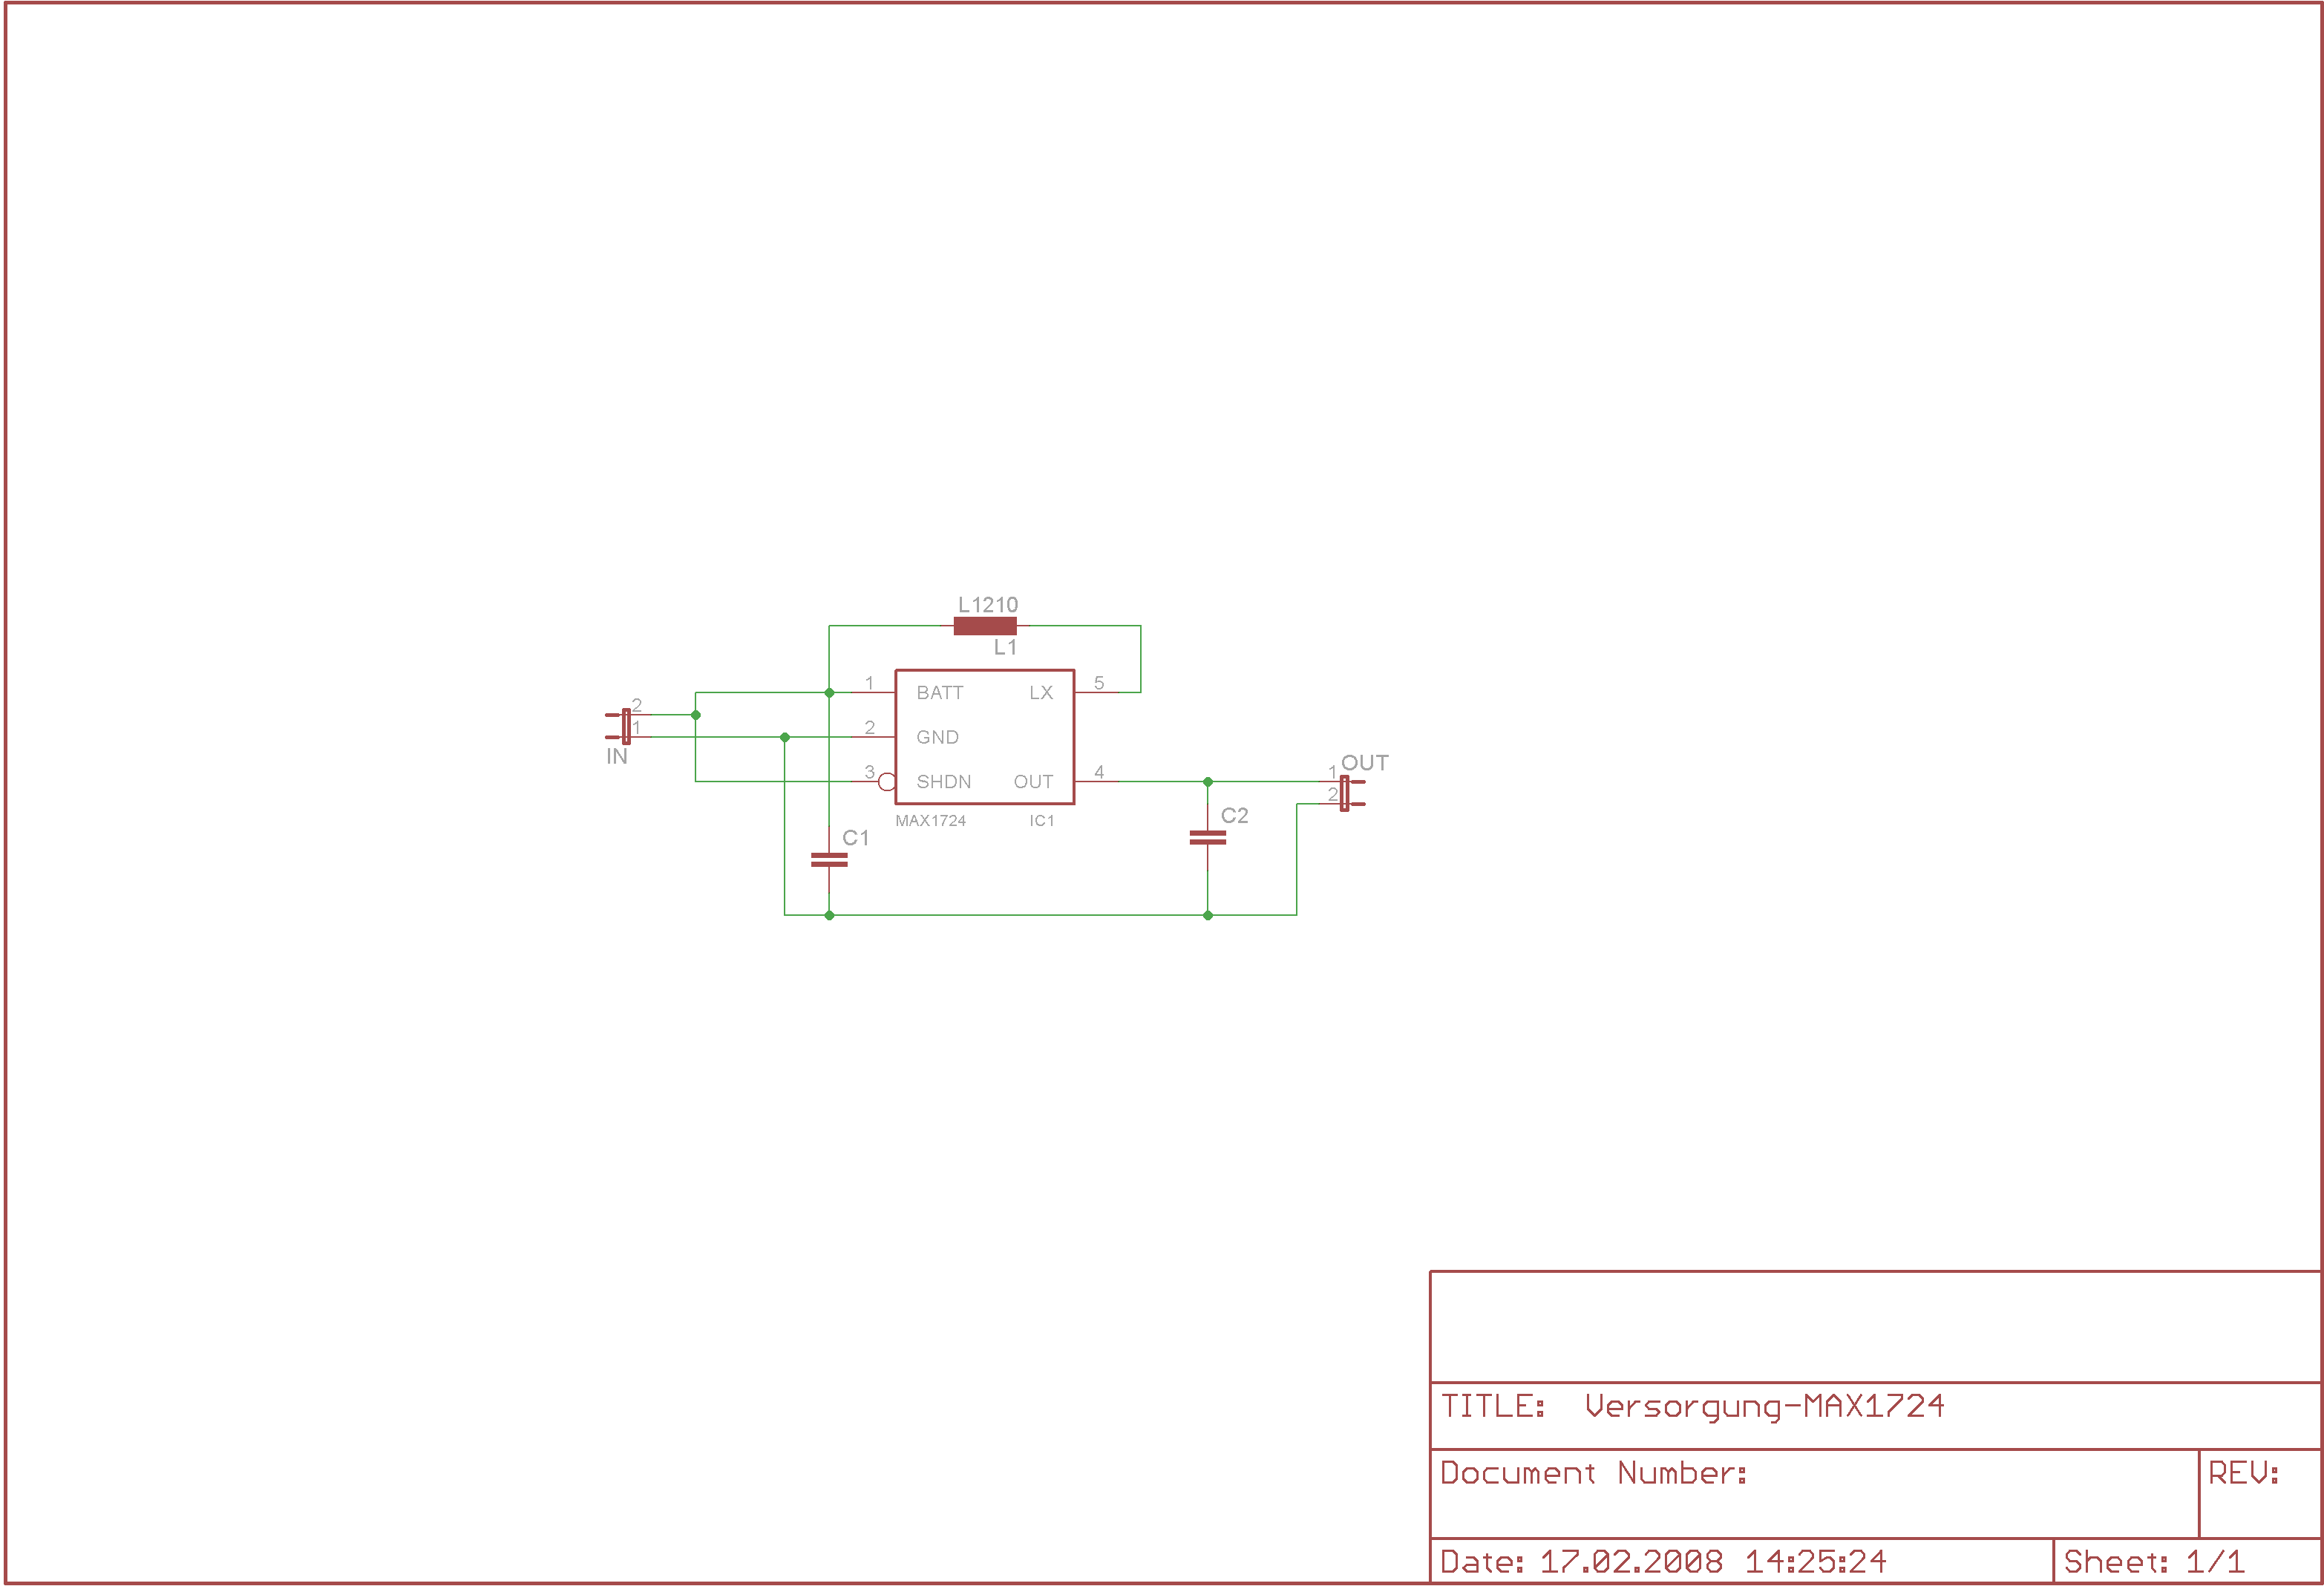 L1210
L1
1 BATT LX 5
2 GND
3 SHDN OUT 4
MAX1724 IC1
2
1
IN
OUT
1
2
C1
C2
TITLE: Versorgung-MAX1724
Document Number:
REV:
Date: 17.02.2008 14:25:24
Sheet: 1/1